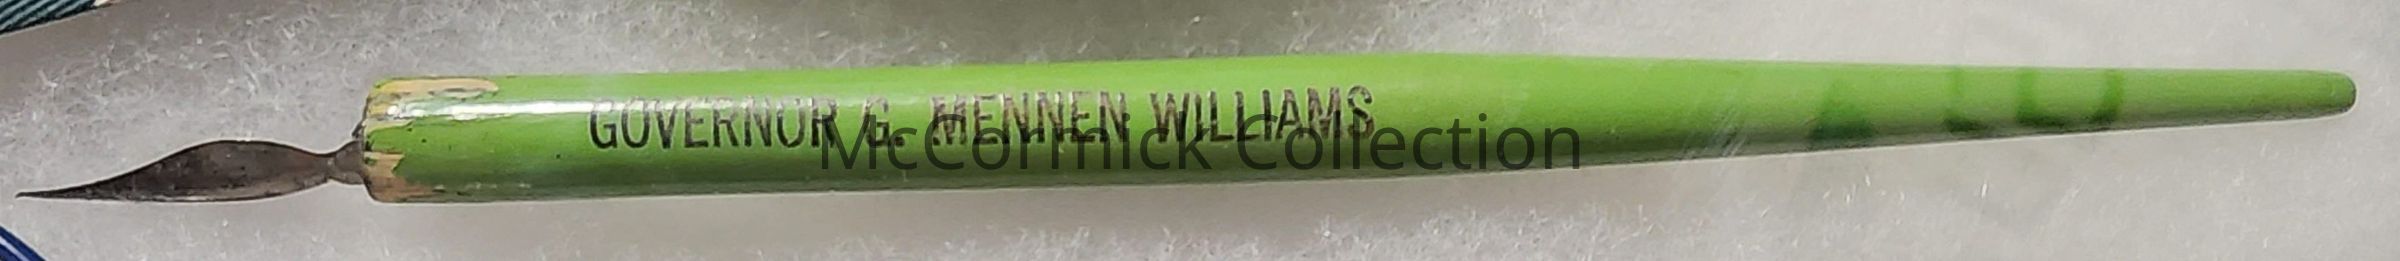 GOVERNOR G. MENNEN WILLIAMS
McCormick Collection